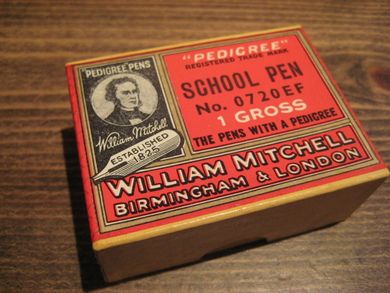 "PEDIGREE"
REGISTERED TRADE MARK
"PEDIGREE PENS
William Mitchell
ESTABLISHED
1825
SCHOOL PEN
No. 0720EF
1 GROSS
THE PENS WITH A PEDIGREE
WILLIAM MITCHELL
BIRMINGHAM & LONDON